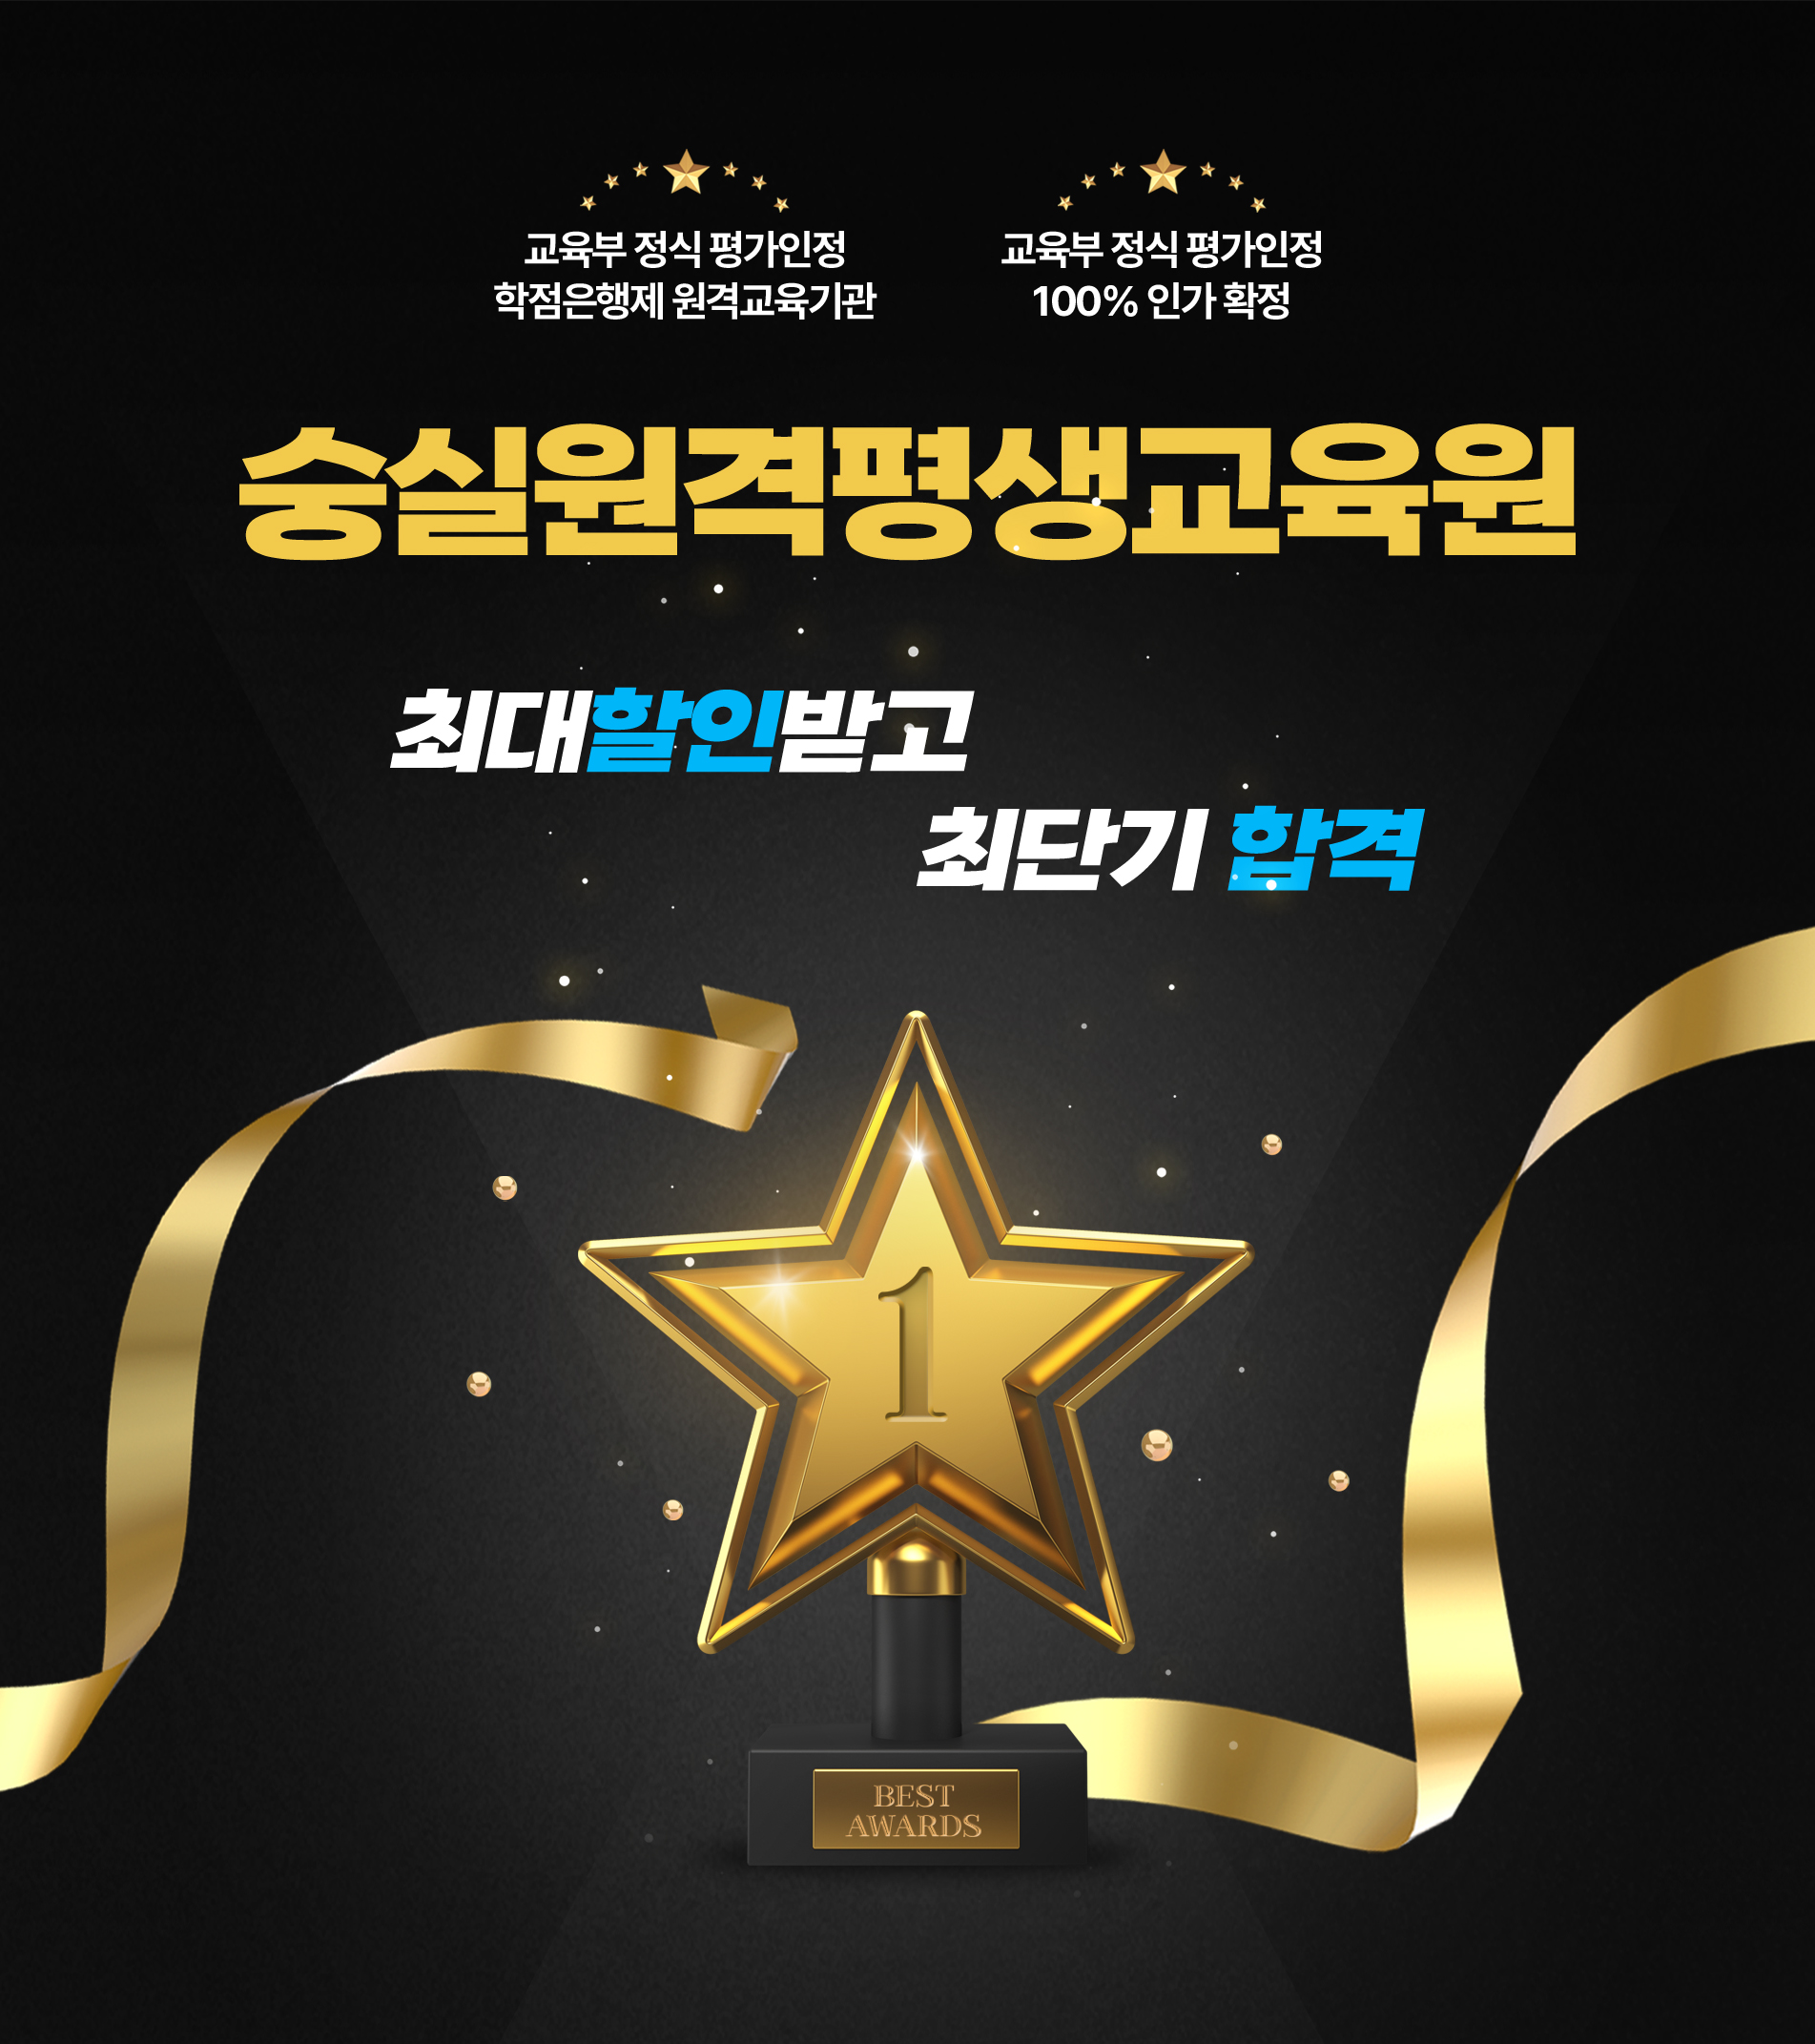 교육부 정식 평가인정
학점은행제 원격교육기관
교육부 정식 평가인정
100% 인가 확정
숭실원격평생교육원
최대할인받고
최단기 합격
1
BEST
AWARDS